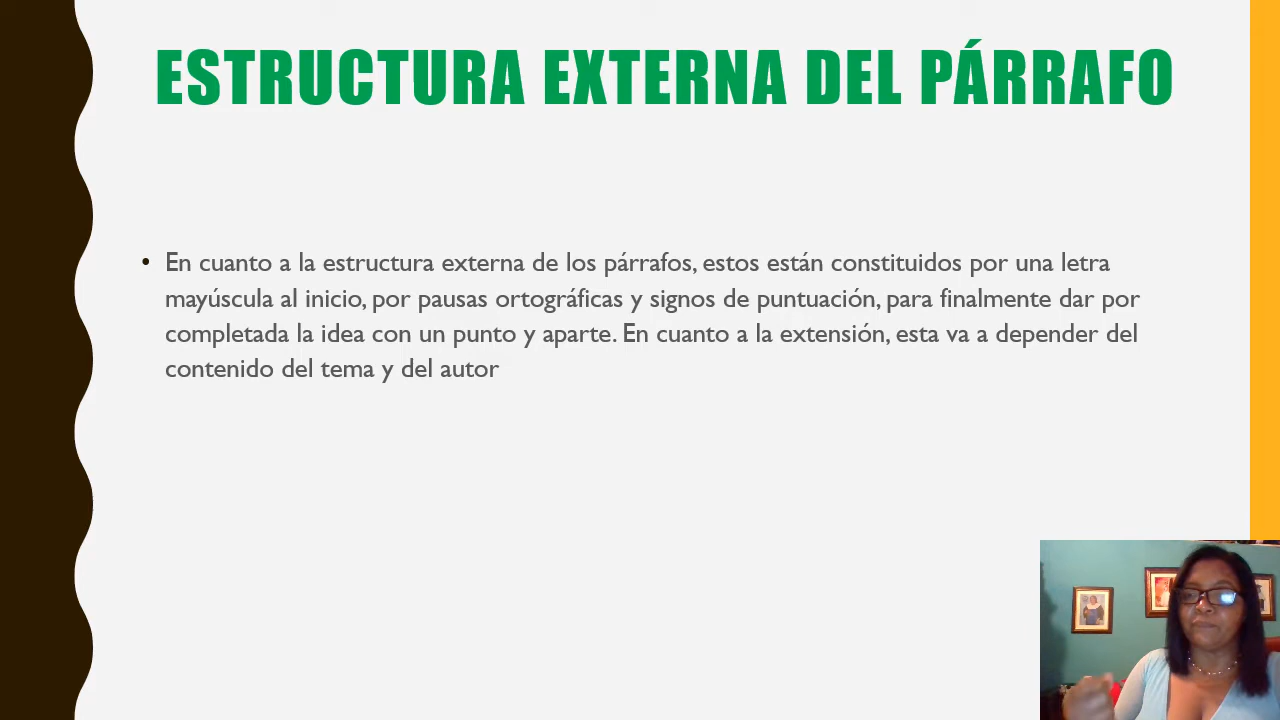 ESTRUCTURA EXTERNA DEL PÁRRAFO
• En cuanto a la estructura externa de los párrafos, estos están constituidos por una letra
mayúscula al inicio, por pausas ortográficas y signos de puntuación, para finalmente dar por
completada la idea con un punto y aparte. En cuanto a la extensión, esta va a depender del
contenido del tema y del autor